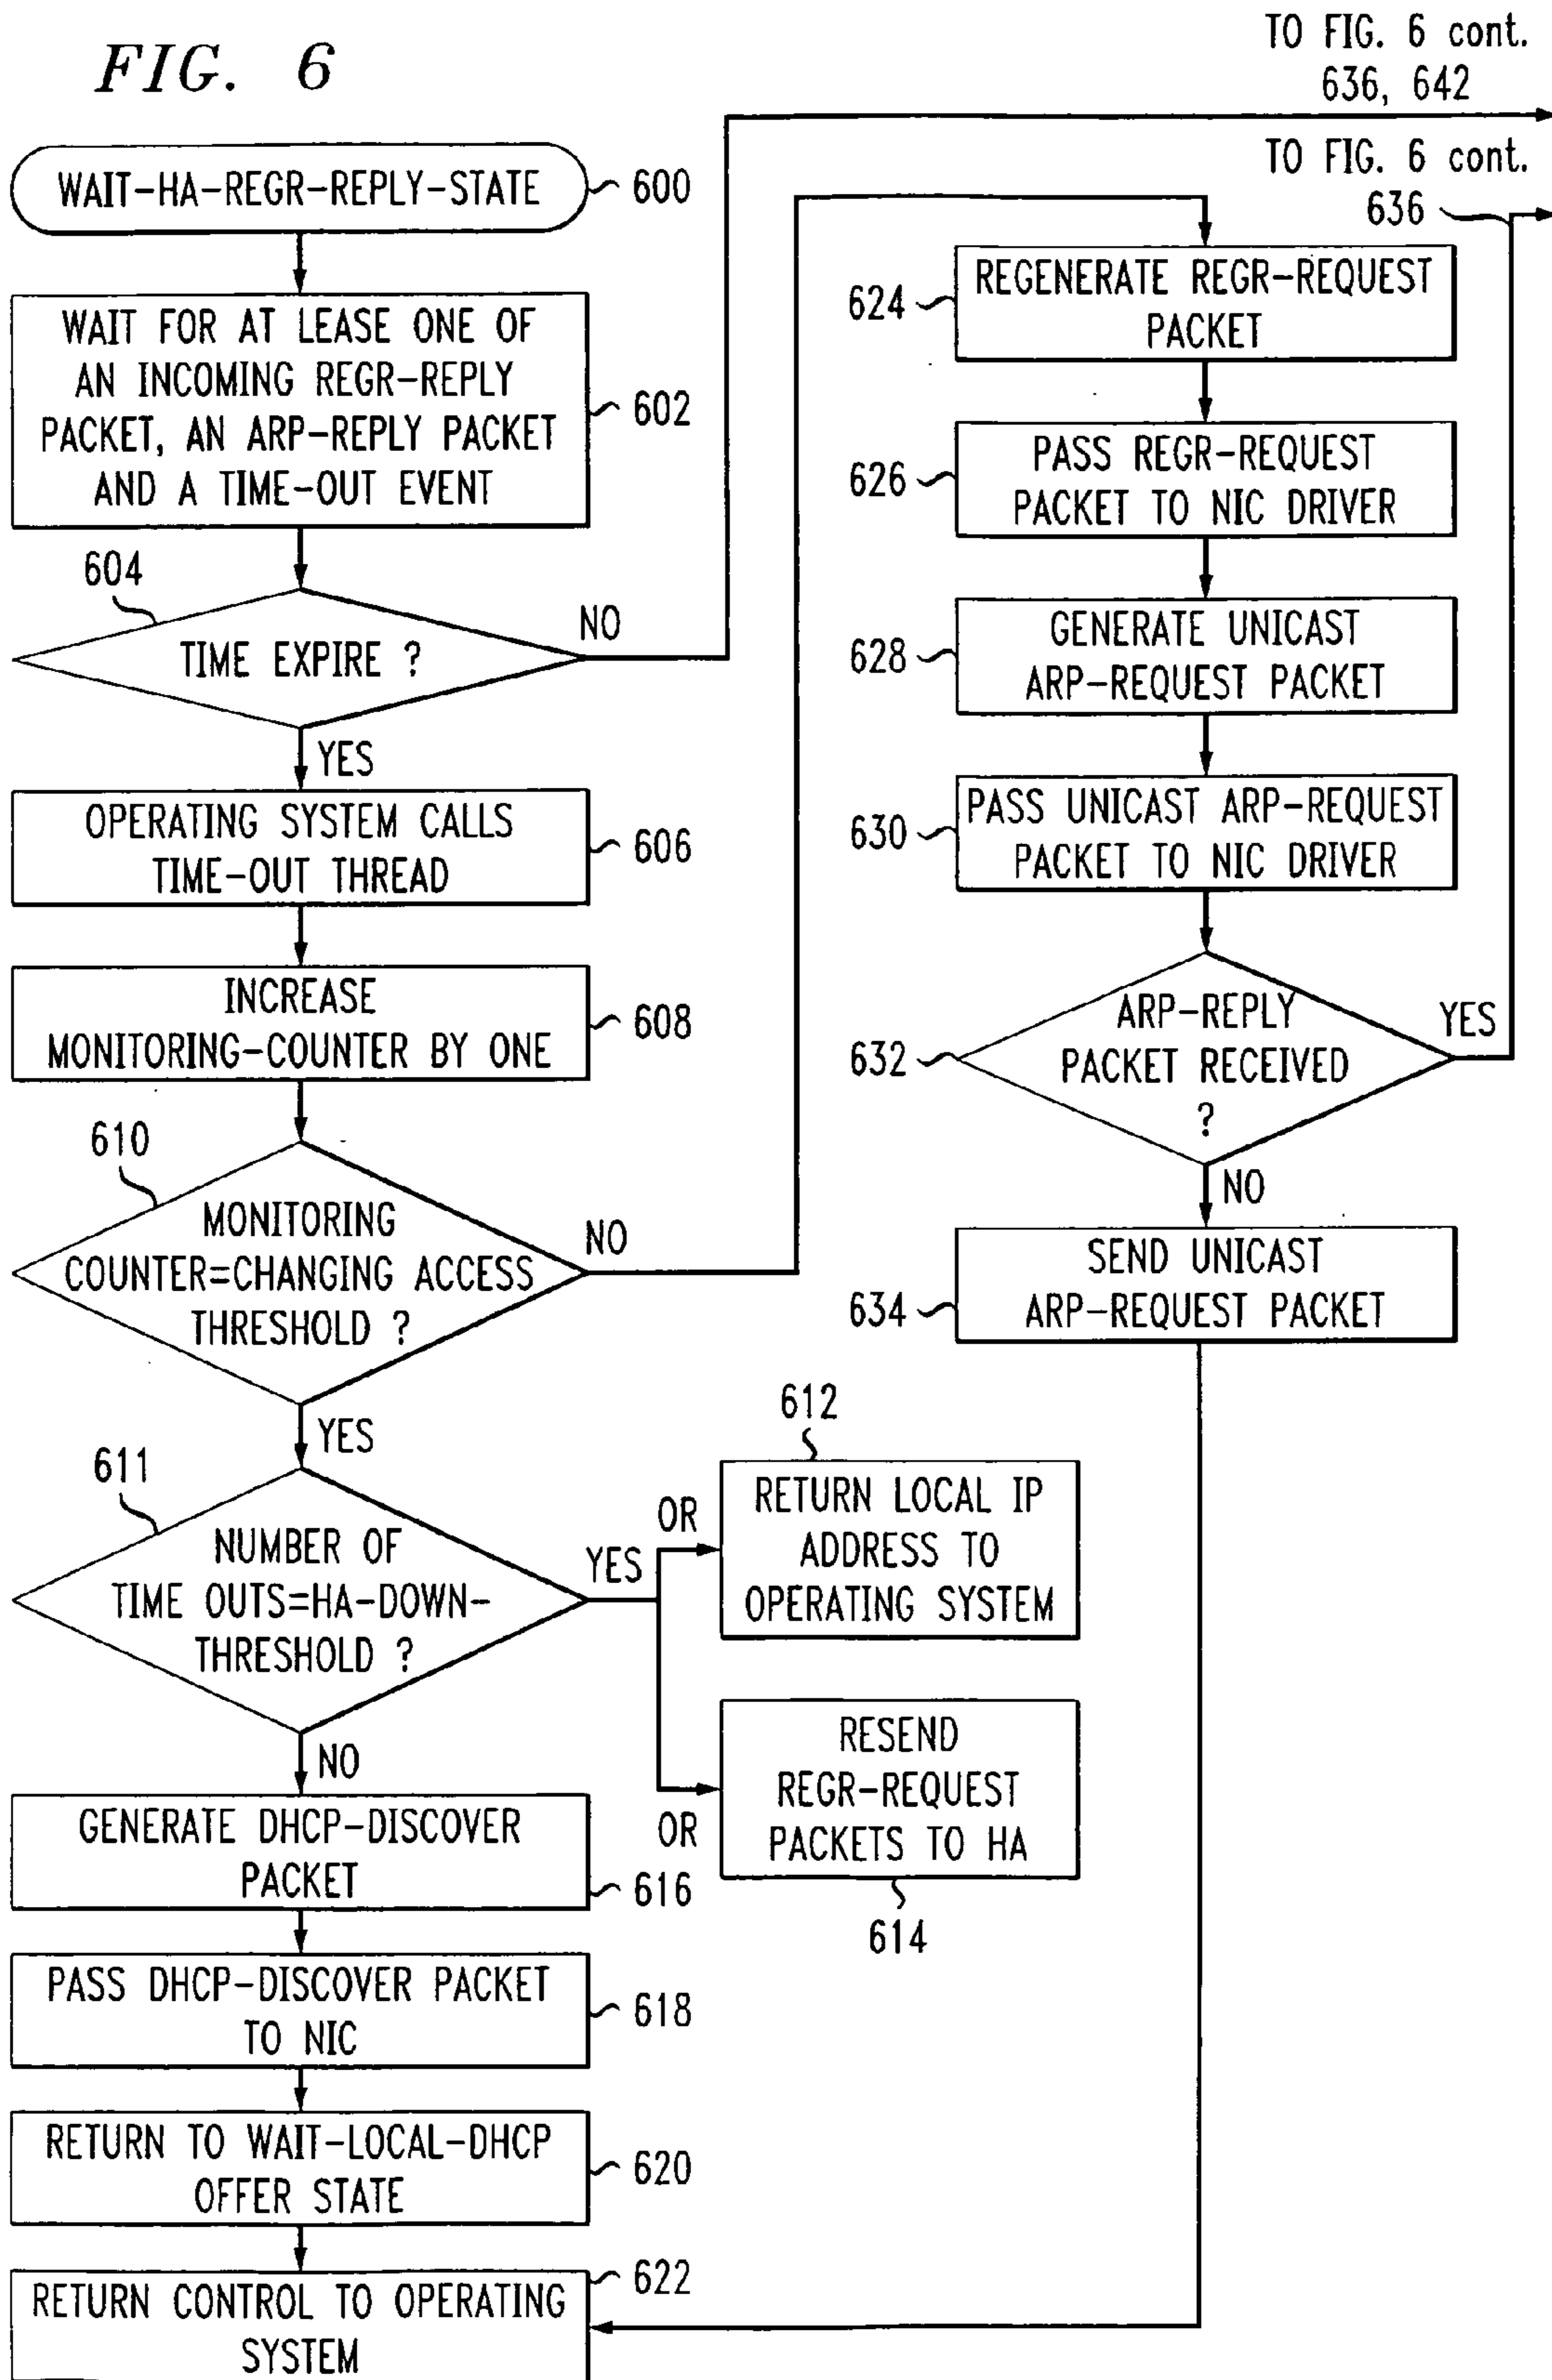 FIG. 6
TO FIG. 6 cont.
636, 642
TO FIG. 6 cont.
636
WAIT-HA-REGR-REPLY-STATE
600
WAIT FOR AT LEASE ONE OF
AN INCOMING REGR-REPLY
PACKET, AN ARP-REPLY PACKET
AND A TIME-OUT EVENT
602
604
TIME EXPIRE ?
NO
YES
OPERATING SYSTEM CALLS
TIME-OUT THREAD
606
INCREASE
MONITORING-COUNTER BY ONE
608
610
MONITORING
COUNTER=CHANGING ACCESS
THRESHOLD ?
NO
YES
611
NUMBER OF
TIME OUTS=HA-DOWN-
THRESHOLD ?
YES
OR
OR
NO
612
RETURN LOCAL IP
ADDRESS TO
OPERATING SYSTEM
RESEND
REGR-REQUEST
PACKETS TO HA
614
GENERATE DHCP-DISCOVER
PACKET
616
PASS DHCP-DISCOVER PACKET
TO NIC
618
RETURN TO WAIT-LOCAL-DHCP
OFFER STATE
620
RETURN CONTROL TO OPERATING
SYSTEM
622
624
REGENERATE REGR-REQUEST
PACKET
626
PASS REGR-REQUEST
PACKET TO NIC DRIVER
628
GENERATE UNICAST
ARP-REQUEST PACKET
630
PASS UNICAST ARP-REQUEST
PACKET TO NIC DRIVER
632
ARP-REPLY
PACKET RECEIVED
?
YES
NO
634
SEND UNICAST
ARP-REQUEST PACKET